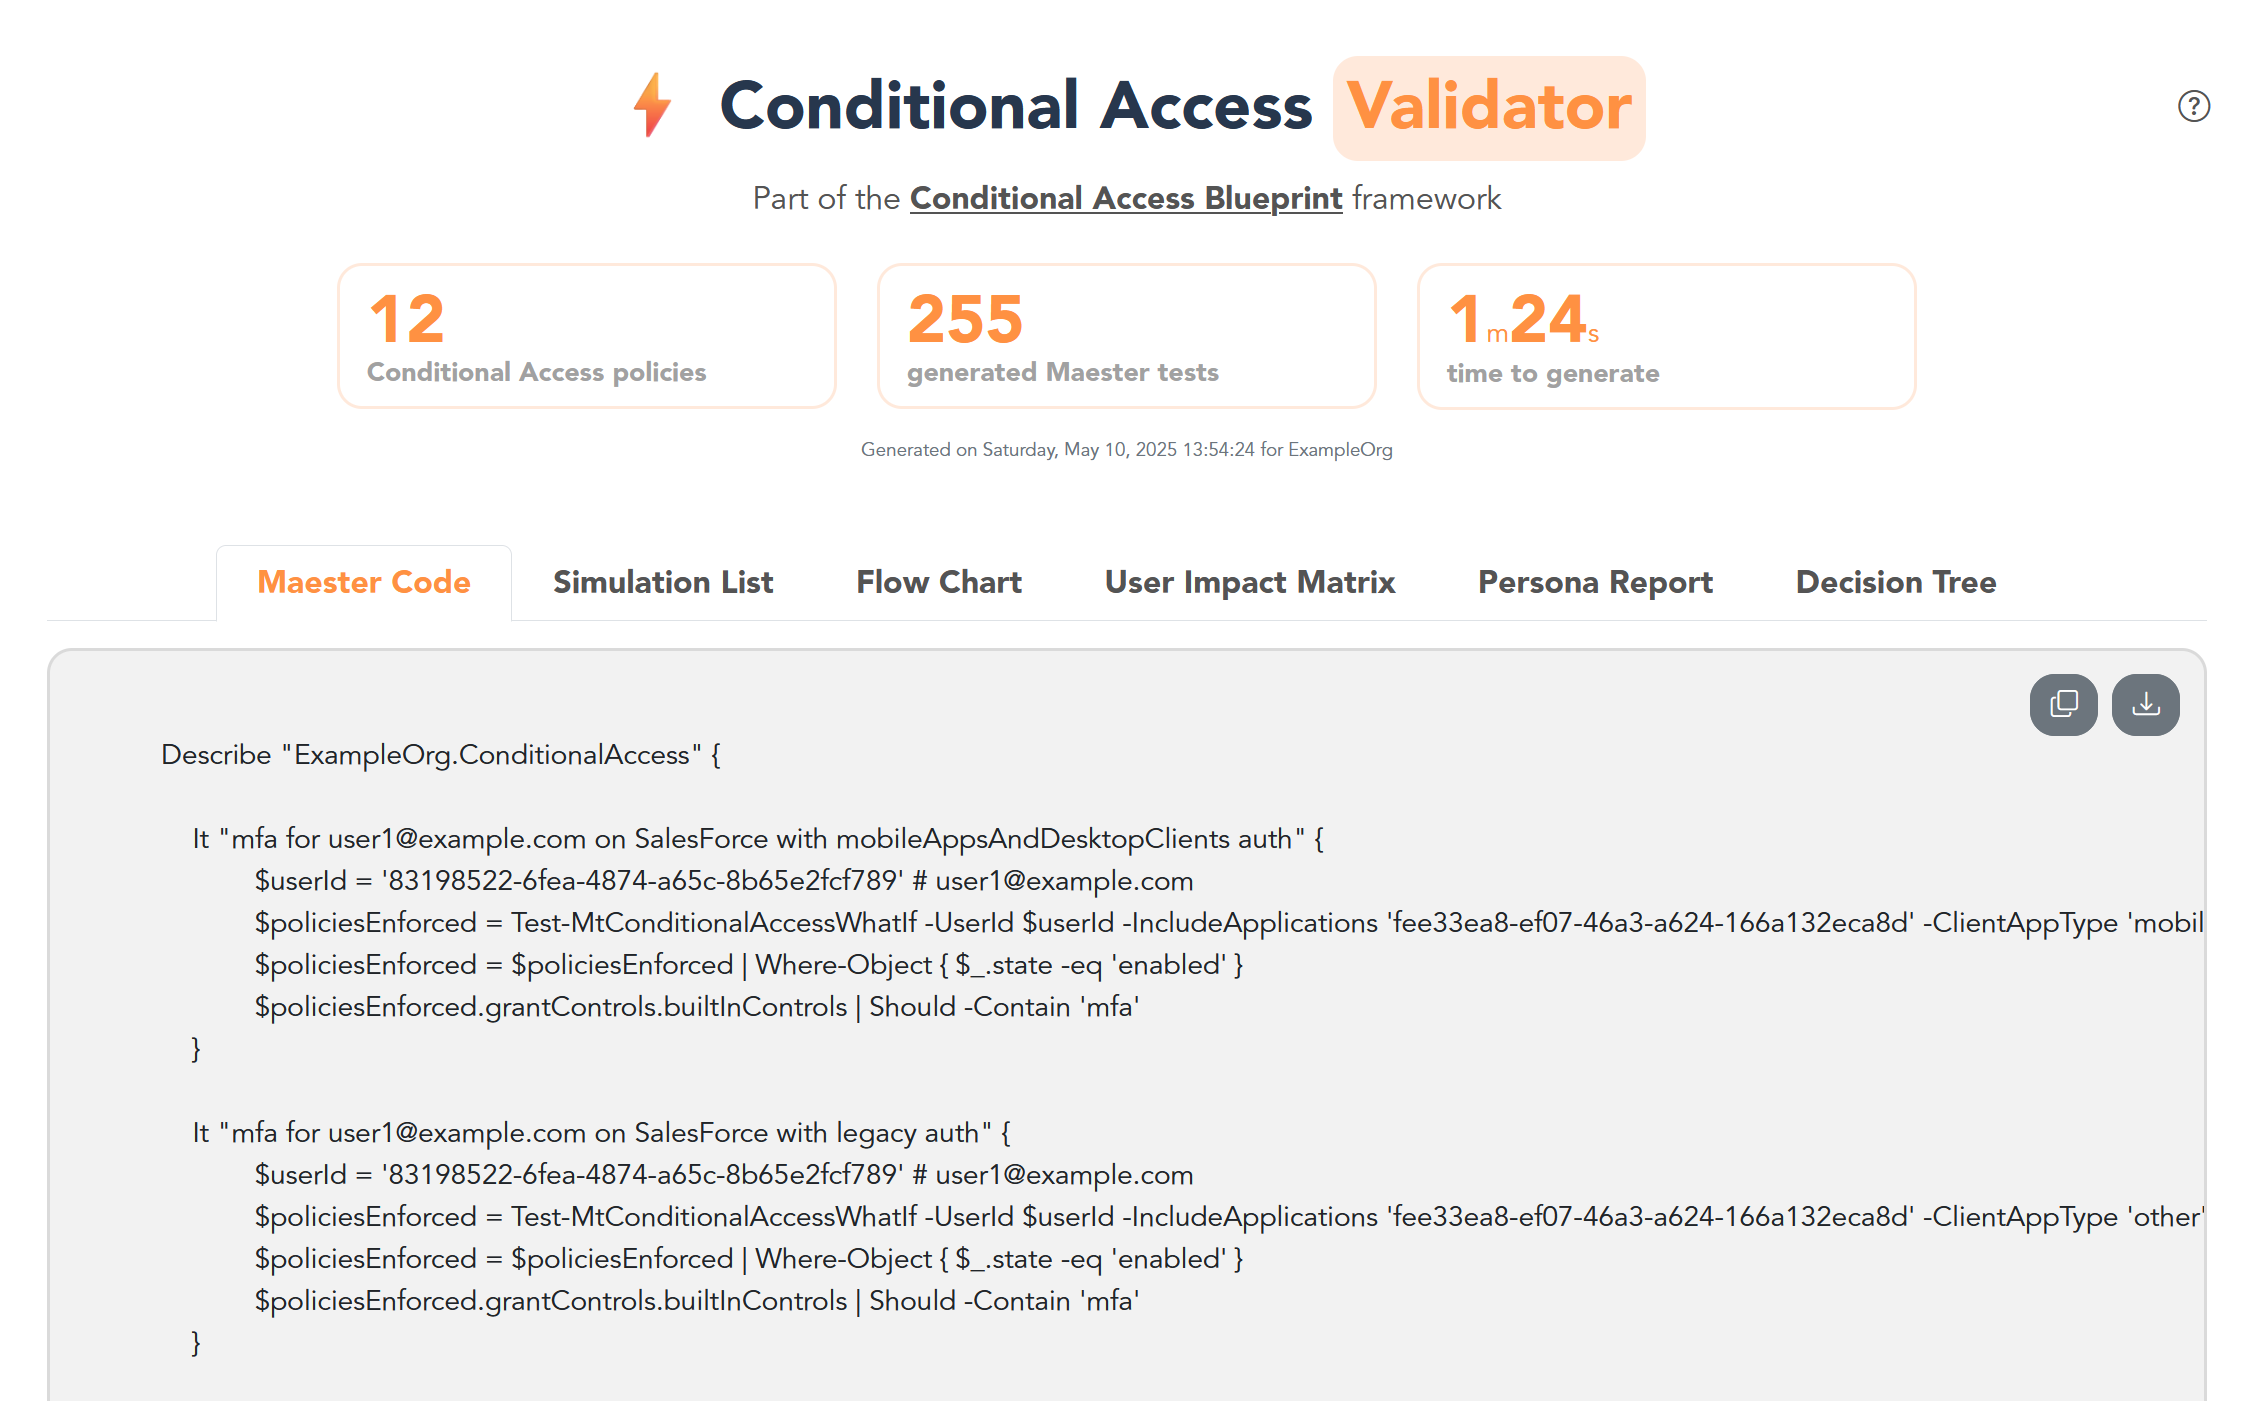 Conditional Access Validator
Part of the Conditional Access Blueprint framework
12
Conditional Access policies
255
generated Maester tests
1m24s
time to generate
Generated on Saturday, May 10, 2025 13:54:24 for ExampleOrg
Maester Code
Simulation List
Flow Chart
User Impact Matrix
Persona Report
Decision Tree
Describe "ExampleOrg.ConditionalAccess" {
It "mfa for user1@example.com on SalesForce with mobileAppsAndDesktopClients auth" {
$userId = '83198522-6fea-4874-a65c-8b65e2fcf789' # user1@example.com
$policiesEnforced = Test-MtConditionalAccessWhatIf -UserId $userId -IncludeApplications 'fee33ea8-ef07-46a3-a624-166a132eca8d' -ClientAppType 'mobil
$policiesEnforced = $policiesEnforced | Where-Object { $_.state -eq 'enabled' }
$policiesEnforced.grantControls.builtInControls | Should -Contain 'mfa'
}
It "mfa for user1@example.com on SalesForce with legacy auth" {
$userId = '83198522-6fea-4874-a65c-8b65e2fcf789' # user1@example.com
$policiesEnforced = Test-MtConditionalAccessWhatIf -UserId $userId -IncludeApplications 'fee33ea8-ef07-46a3-a624-166a132eca8d' -ClientAppType 'other'
$policiesEnforced = $policiesEnforced | Where-Object { $_.state -eq 'enabled' }
$policiesEnforced.grantControls.builtInControls | Should -Contain 'mfa'
}